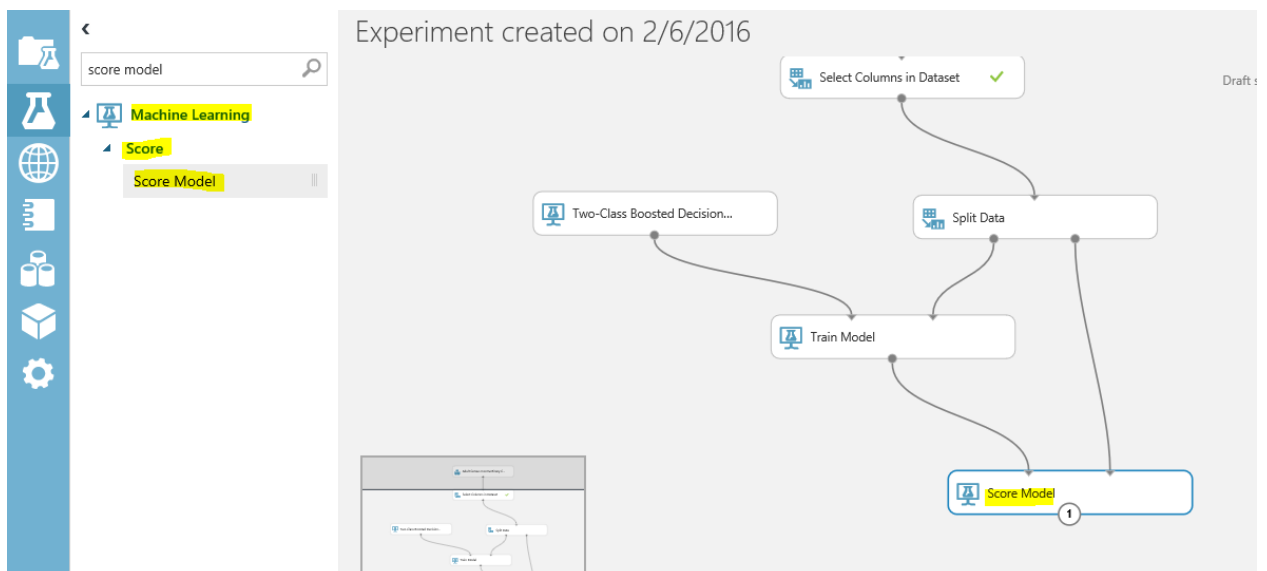 score model
Machine Learning
Score
Score Model
Experiment created on 2/6/2016
Select Columns in Dataset
Draft s
Two-Class Boosted Decision...
Split Data
Train Model
Score Model
1